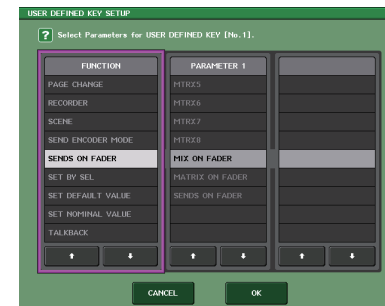 USER DEFINED KEY SETUP
? Select Parameters for USER DEFINED KEY [No.1].
FUNCTION
PAGE CHANGE
RECORDER
SCENE
SEND ENCODER MODE
SENDS ON FADER
SET BY SEL
SET DEFAULT VALUE
SET NOMINAL VALUE
TALKBACK
PARAMETER 1
MTRX5
MTRX6
MTRX7
MTRX8
MIX ON FADER
MATRIX ON FADER
SENDS ON FADER
CANCEL
OK